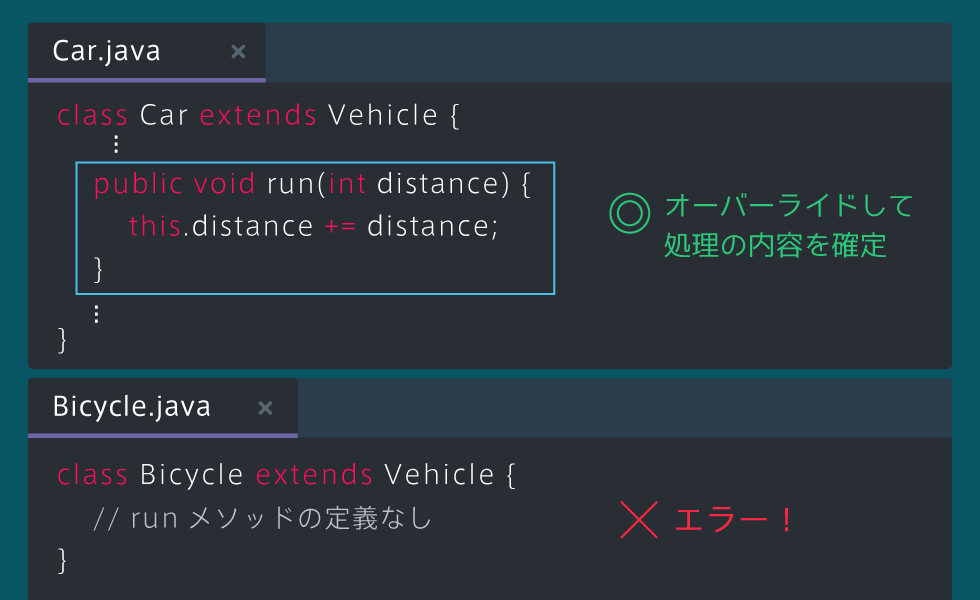 Car.java ×
class Car extends Vehicle {
⋮
public void run(int distance) {
this.distance += distance;
}
⋮
}
◎ オーバーライドして
処理の内容を確定
Bicycle.java ×
class Bicycle extends Vehicle {
// run メソッドの定義なし
}
× エラー！